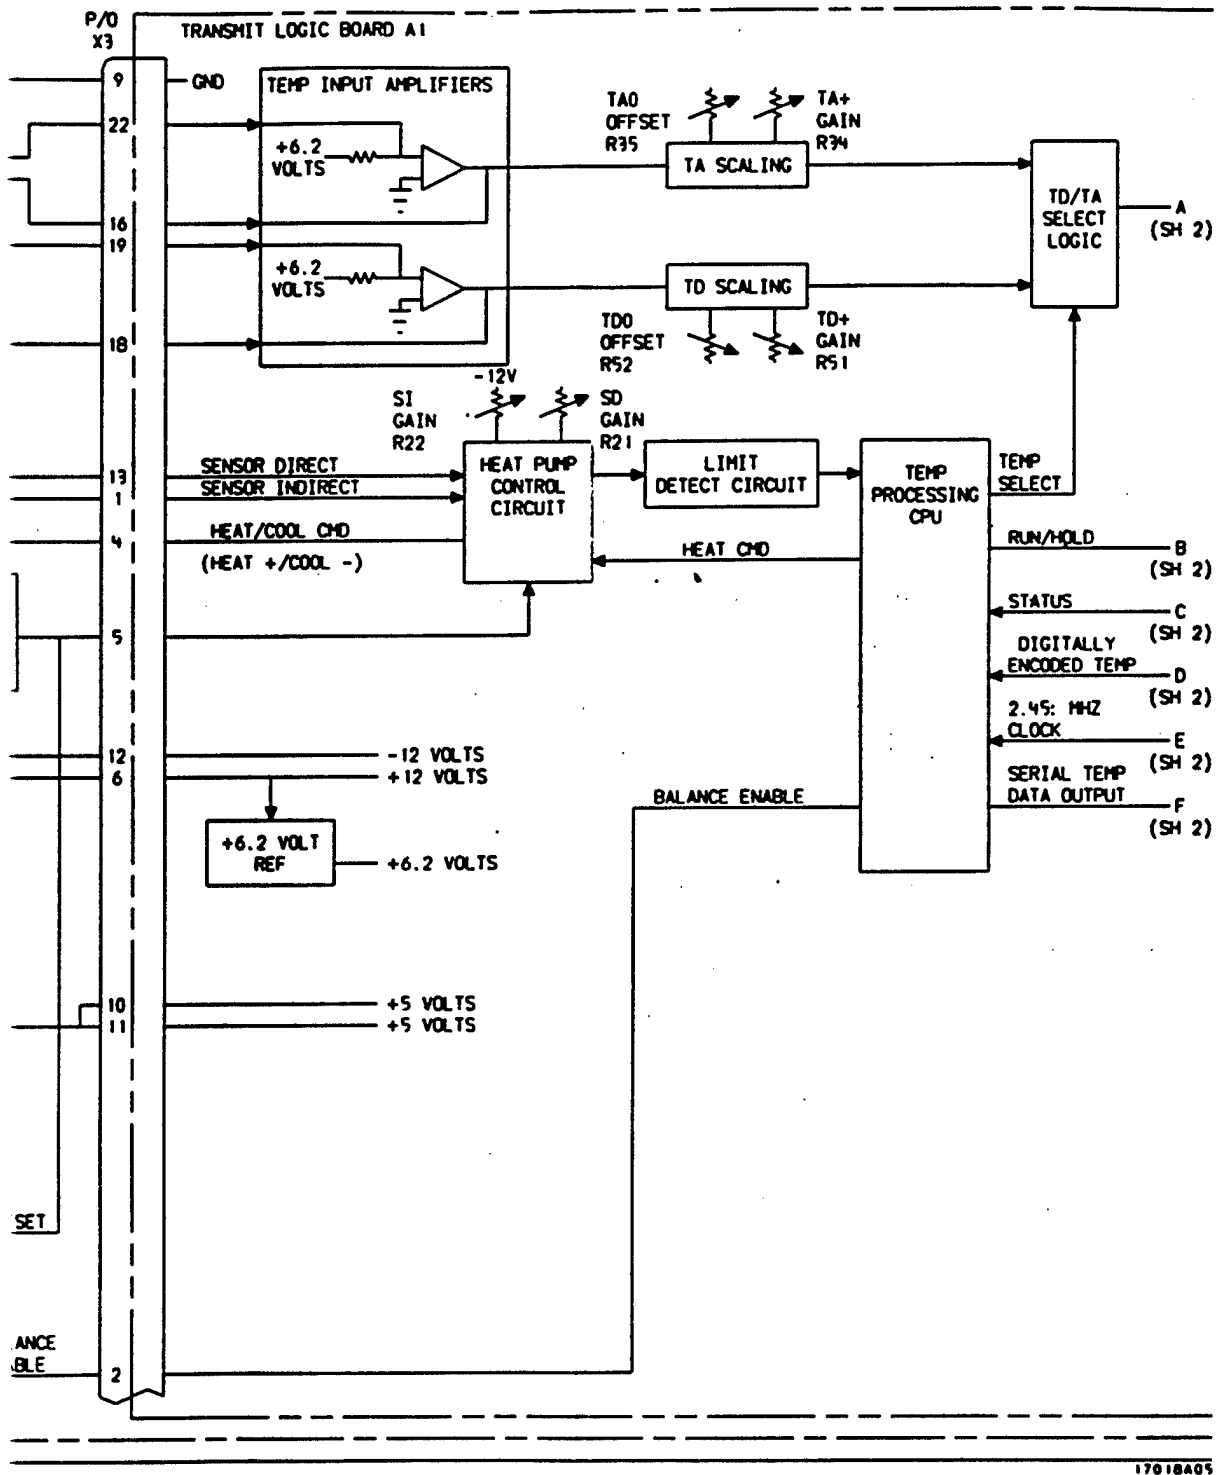 P/O
X3
TRANSMIT LOGIC BOARD A1
9
GND
22
16
19
18
TEMP INPUT AMPLIFIERS
+6.2
VOLTS
+6.2
VOLTS
TAO
OFFSET
R35
TA+
GAIN
R34
TA SCALING
TD SCALING
TDO
OFFSET
R52
TD+
GAIN
R51
TD/TA
SELECT
LOGIC
A
(SH 2)
-12V
SI
GAIN
R22
SD
GAIN
R21
13
SENSOR DIRECT
1
SENSOR INDIRECT
4
HEAT/COOL CMD
(HEAT +/COOL -)
HEAT PUMP
CONTROL
CIRCUIT
LIMIT
DETECT CIRCUIT
HEAT CMD
TEMP
PROCESSING
CPU
TEMP
SELECT
RUN/HOLD
B
(SH 2)
STATUS
C
(SH 2)
DIGITALLY
ENCODED TEMP
D
(SH 2)
2.45: MHZ
CLOCK
E
(SH 2)
SERIAL TEMP
DATA OUTPUT
F
(SH 2)
5
12
-12 VOLTS
6
+12 VOLTS
+6.2 VOLT
REF
+6.2 VOLTS
BALANCE ENABLE
10
+5 VOLTS
11
+5 VOLTS
SET
ANCE
BLE
2
17018A05